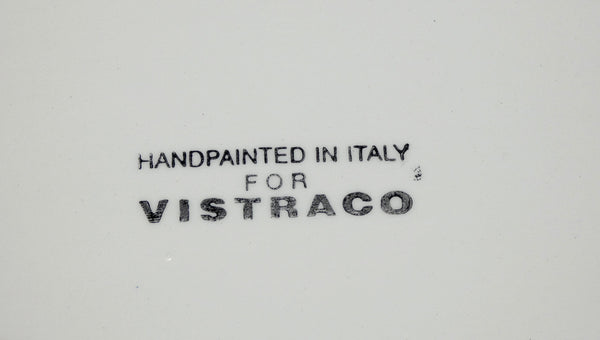 HANDPAINTED IN ITALY
FOR
VISTRACO